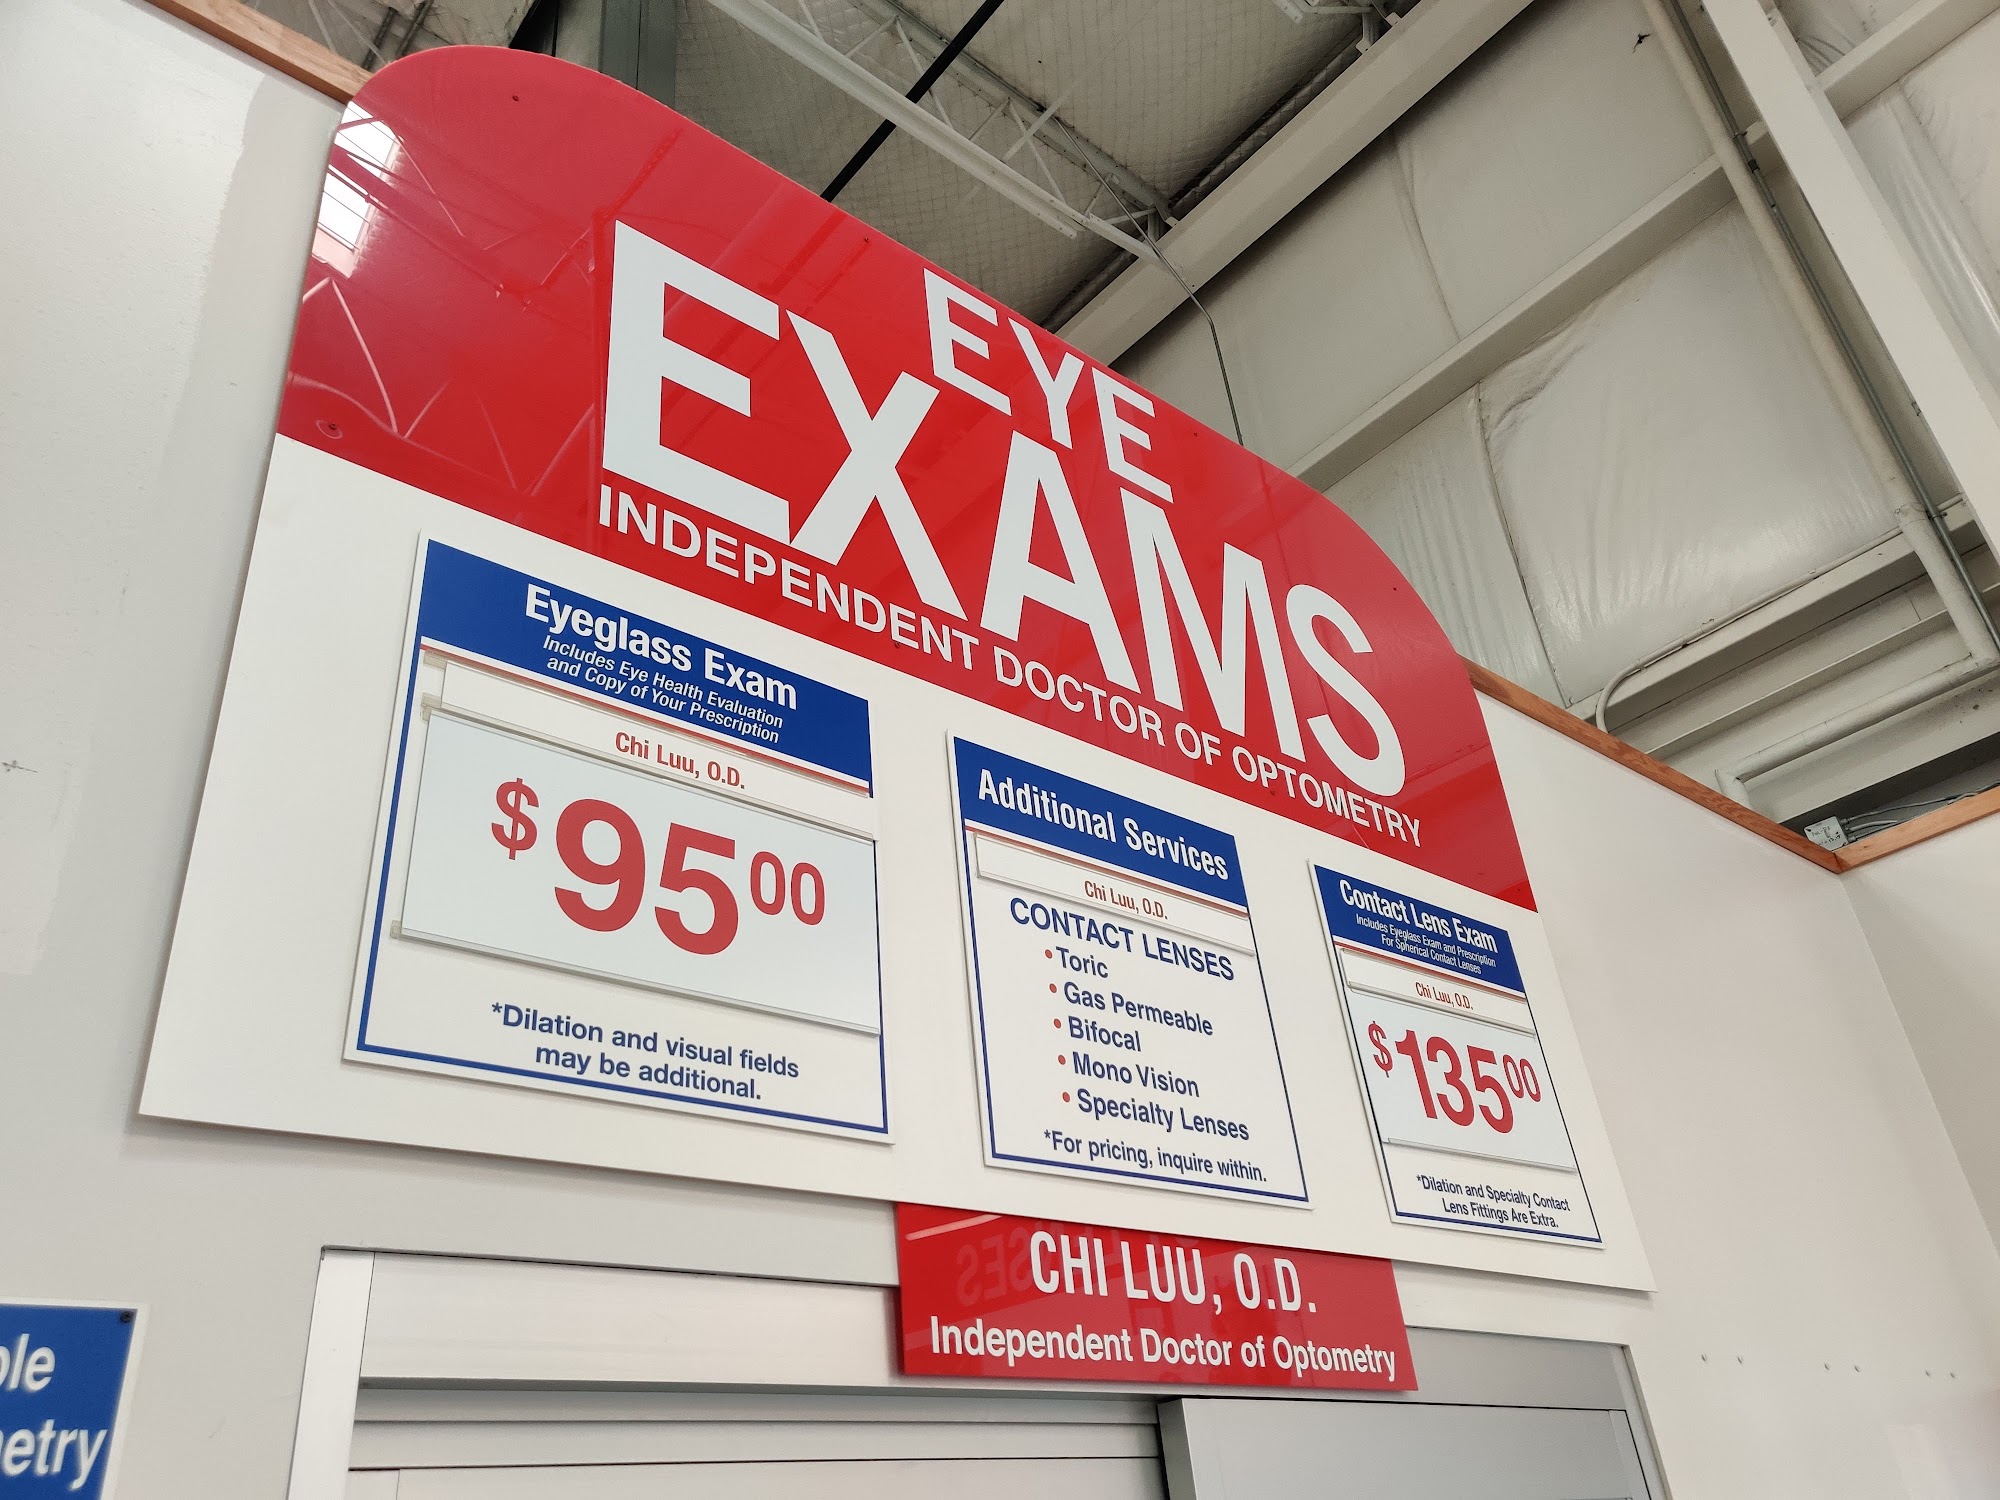 EYE
EXAMS
INDEPENDENT DOCTOR OF OPTOMETRY
Eyeglass Exam
Includes Eye Health Evaluation
and Copy of Your Prescription
Chi Luu, O.D.
$95.00
*Dilation and visual fields
may be additional.
Additional Services
Chi Luu, O.D.
CONTACT LENSES
• Toric
• Gas Permeable
• Bifocal
• Mono Vision
• Specialty Lenses
*For pricing, inquire within.
Contact Lens Exam
Includes Eyeglass Exam and Prescription
For Spherical Contact Lenses
Chi Luu, O.D.
$135.00
*Dilation and Specialty Contact
Lens Fittings Are Extra.
CHI LUU, O.D.
Independent Doctor of Optometry